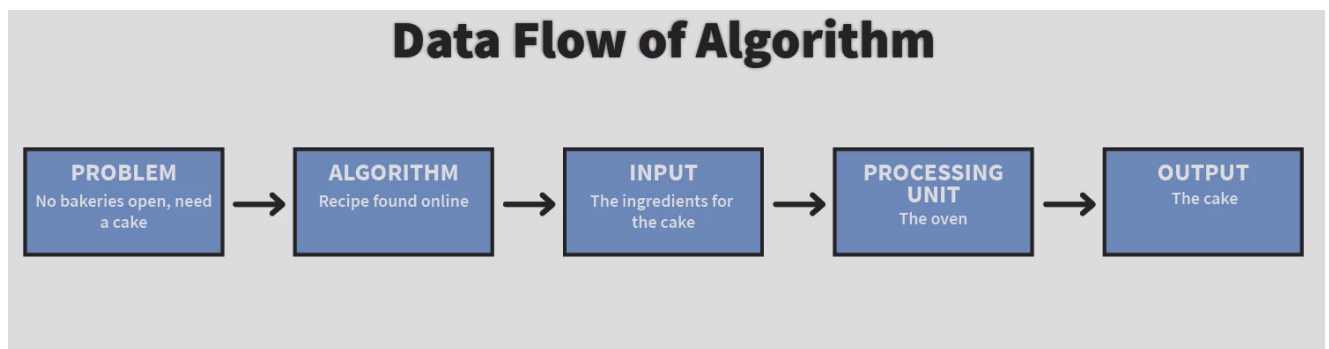 Data Flow of Algorithm
PROBLEM
No bakeries open, need
a cake
ALGORITHM
Recipe found online
INPUT
The ingredients for
the cake
PROCESSING
UNIT
The oven
OUTPUT
The cake